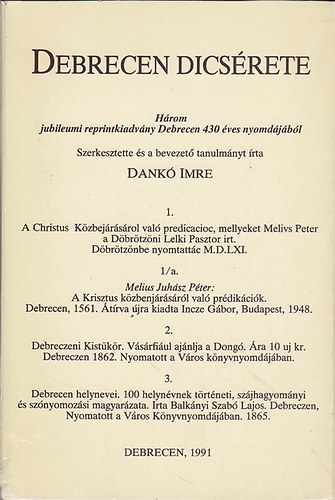 DEBRECEN DICSÉRETE
Három
jubileumi reprintkiadvány Debrecen 430 éves nyomdájából
Szerkesztette és a bevezető tanulmányt írta
DANKÓ IMRE
1.
A Christus Közbejárásárol való predicacioc, mellyeket Melivs Peter
a Döbrötzöni Lelki Pasztor irt.
Döbrötzönbe nyomtattác M.D.LXI.
1/a.
Melius Juhász Péter:
A Krisztus közbenjárásáról való prédikációk.
Debrecen, 1561. Átírva újra kiadta Incze Gábor, Budapest, 1948.
2.
Debreczeni Kistükör. Vásárfiául ajánlja a Dongó. Ára 10 uj kr.
Debreczen 1862. Nyomatott a Város könyvnyomdájában.
3.
Debrecen helynevei. 100 helynévnek történeti, szájhagyományi
és szónyomozási magyarázata. Irta Balkányi Szabó Lajos. Debreczen,
Nyomatott a Város Könyvnyomdájában. 1865.
DEBRECEN, 1991